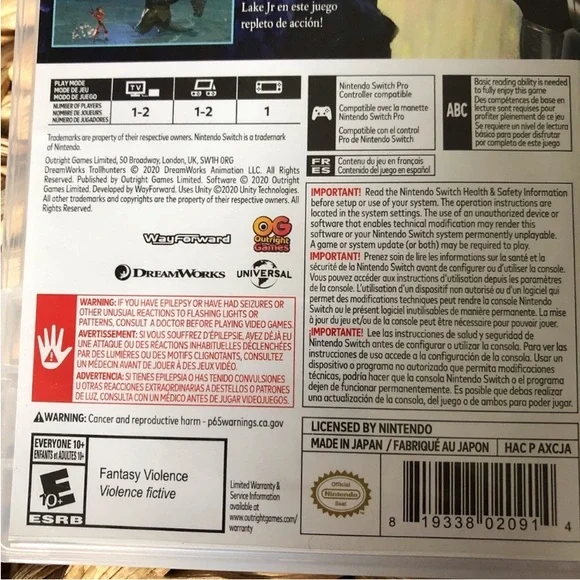 Lake Jr en este juego
repleto de acción!
PLAY MODE
MODE DE JEU
MODO DE JUEGO
TV
NUMBER OF PLAYERS
NOMBRE DE JOUEURS
NÚMERO DE JUGADORES
1-2
1-2
1
Trademarks are property of their respective owners. Nintendo Switch is a trademark
of Nintendo.
Outright Games Limited, 50 Broadway, London, UK, SW1H 0RG
DreamWorks Trollhunters © 2020 DreamWorks Animation LLC. All Rights
Reserved. Published by Outright Games Limited. Software © 2020 Outright
Games Limited. Developed by WayForward. Uses Unity ©2020 Unity Technologies.
All other trademarks and copyrights are the property of their respective owners. All
Rights Reserved.
WayForward
OG
Outright
Games
DREAMWORKS
UNIVERSAL
WARNING: IF YOU HAVE EPILEPSY OR HAVE HAD SEIZURES OR
OTHER UNUSUAL REACTIONS TO FLASHING LIGHTS OR
PATTERNS, CONSULT A DOCTOR BEFORE PLAYING VIDEO GAMES.
AVERTISSEMENT: SI VOUS SOUFFREZ D'ÉPILEPSIE, AVEZ DÉJÀ EU
UNE ATTAQUE OU DES RÉACTIONS INHABITUELLES DÉCLENCHÉES
PAR DES LUMIÈRES OU DES MOTIFS CLIGNOTANTS, CONSULTEZ
UN MÉDECIN AVANT DE JOUER À DES JEUX VIDÉO.
ADVERTENCIA: SI TIENES EPILEPSIA O HAS TENIDO CONVULSIONES
U OTRAS REACCIONES EXTRAORDINARIAS A DESTELLOS O PATRONES
DE LUZ, CONSULTA CON UN MÉDICO ANTES DE JUGAR VIDEOJUEGOS.
WARNING: Cancer and reproductive harm - p65warnings.ca.gov
EVERYONE 10+
ENFANTS et ADULTES 10+
E
10+
ESRB
Fantasy Violence
Violence fictive
Limited Warranty &
Service Information
available at
www.outrightgames.com/
warranty
Nintendo Switch Pro
Controller compatible
Compatible avec la manette
Nintendo Switch Pro
Compatible con el control
Pro de Nintendo Switch
ABC
Basic reading ability is needed
to fully enjoy this game
Des compétences de base en
lecture sont requises pour
profiter pleinement de ce jeu
Se requiere un nivel de lectura
básico para poder disfrutar
por completo de este juego
FR Contenu du jeu en français
ES Contenido del juego en español
IMPORTANT! Read the Nintendo Switch Health & Safety Information
before setup or use of your system. The operation instructions are
located in the system settings. The use of an unauthorized device or
software that enables technical modification may render this
software or your Nintendo Switch system permanently unplayable.
A game or system update (or both) may be required to play.
IMPORTANT! Prenez soin de lire les informations sur la santé et la
sécurité de la Nintendo Switch avant de configurer ou d'utiliser la console.
Vous pouvez accéder aux instructions d'utilisation depuis les paramètres
de la console. L'utilisation d'un dispositif non autorisé ou d'un logiciel qui
permet des modifications techniques peut rendre la console Nintendo
Switch ou le présent logiciel inutilisables de manière permanente. La mise
à jour du jeu et/ou de la console peut être nécessaire pour pouvoir jouer.
¡IMPORTANTE! Lee las instrucciones de salud y seguridad de
Nintendo Switch antes de configurar o utilizar la consola. Para ver las
instrucciones de uso accede a la configuración de la consola. Usar un
dispositivo o programa no autorizado que permita modificaciones
técnicas, podría hacer que la consola Nintendo Switch o el programa
dejen de funcionar permanentemente. Es posible que debas realizar
una actualización de la consola, del juego o de ambos para poder jugar.
LICENSED BY NINTENDO
MADE IN JAPAN / FABRIQUÉ AU JAPON
HAC P AXCJA
Official
Nintendo
Seal
8 19338 02091 4